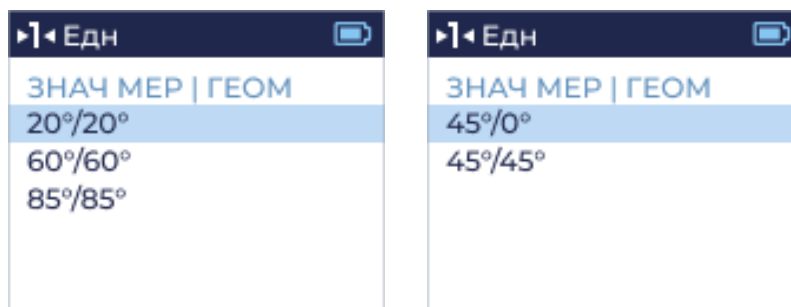 Едн
ЗНАЧ МЕР | ГЕОМ
20°/20°
60°/60°
85°/85°
Едн
ЗНАЧ МЕР | ГЕОМ
45°/0°
45°/45°